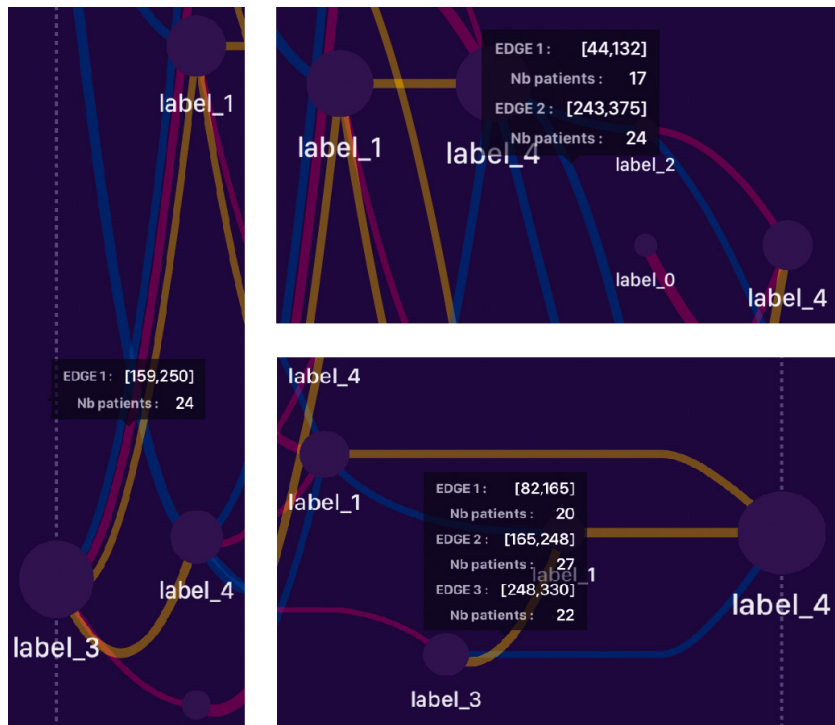 label_1
EDGE 1: [159,250]
Nb patients: 24
label_4
label_3
EDGE 1: [44,132]
Nb patients: 17
EDGE 2: [243,375]
Nb patients: 24
label_1
label_4
label_2
label_0
label_4
label_4
label_1
EDGE 1: [82,165]
Nb patients: 20
EDGE 2: [165,248]
Nb patients: 27
label_1
EDGE 3: [248,330]
Nb patients: 22
label_4
label_3